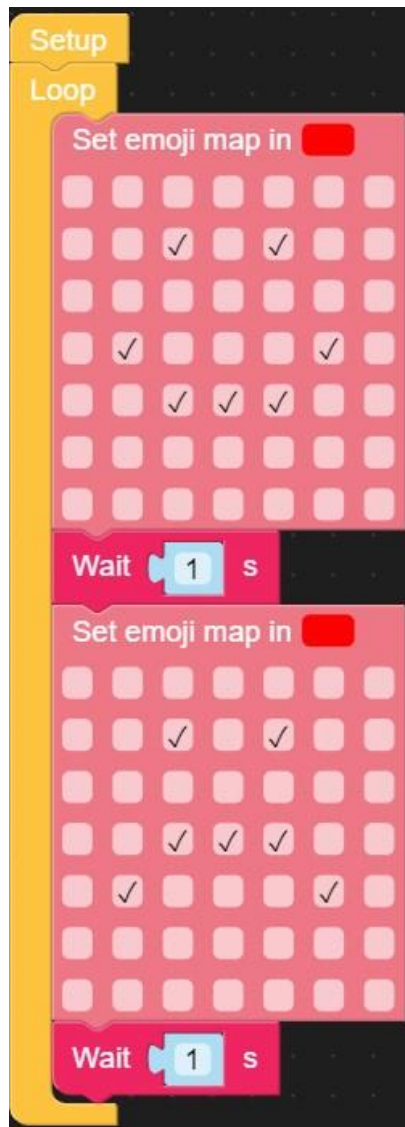 Setup
Loop
Set emoji map in
✓ ✓
✓ ✓
✓ ✓ ✓
Wait 1 s
Set emoji map in
✓ ✓
✓ ✓ ✓
✓ ✓
Wait 1 s